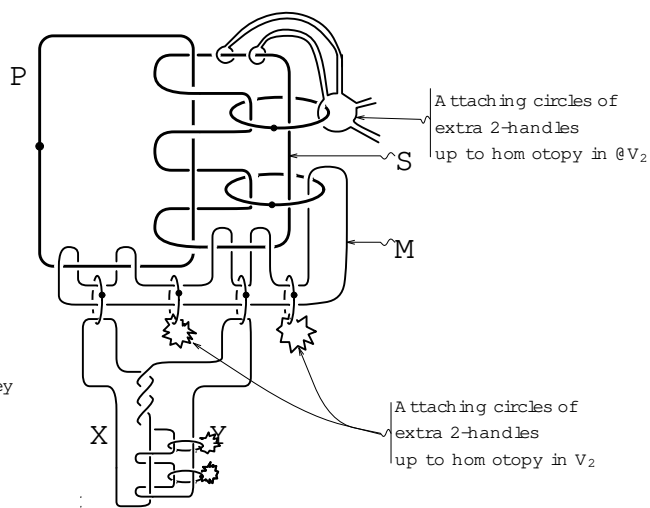 P
Attaching circles of
extra 2-handles
up to homotopy in @V2
S
M
ey
X
Y
Attaching circles of
extra 2-handles
up to homotopy in V2
: